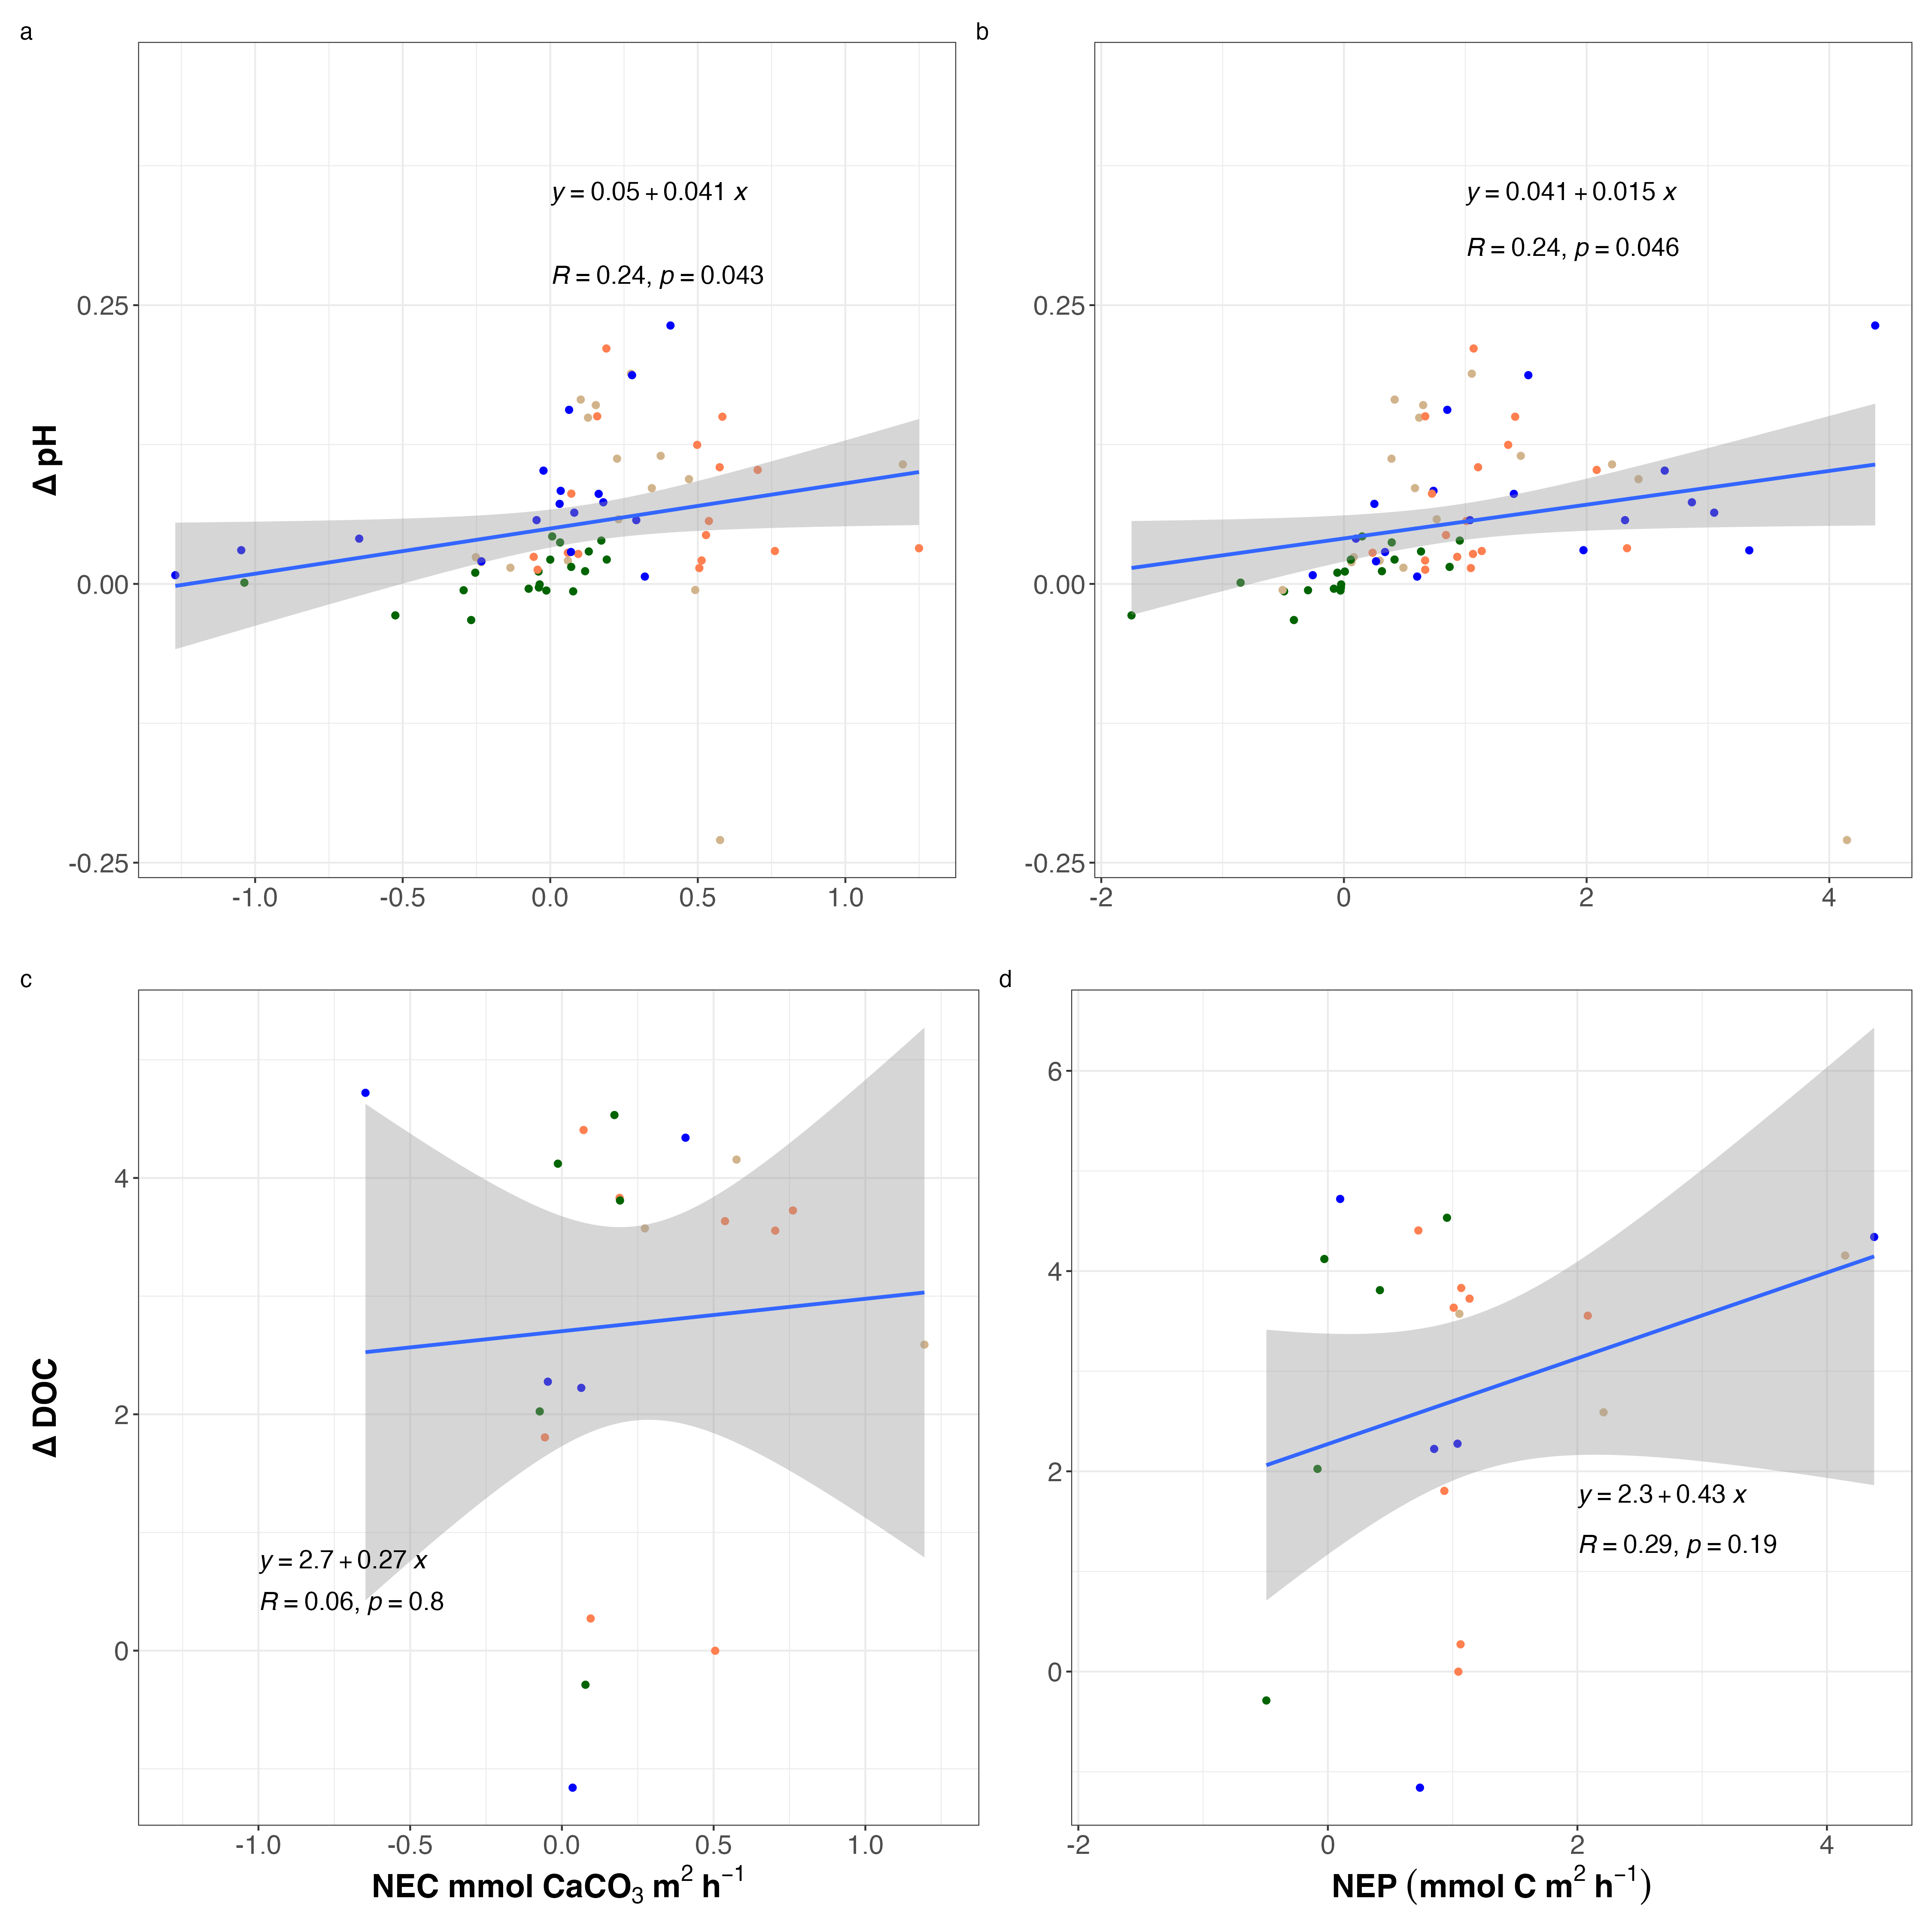 a
b
y = 0.05 + 0.041 x
R = 0.24, p = 0.043
y = 0.041 + 0.015 x
R = 0.24, p = 0.046
Δ pH
0.25
0.00
-0.25
-1.0 -0.5 0.0 0.5 1.0
0.25
0.00
-0.25
-2 0 2 4
c
d
Δ DOC
4
2
0
y = 2.7 + 0.27 x
R = 0.06, p = 0.8
-1.0 -0.5 0.0 0.5 1.0
NEC mmol CaCO₃ m² h⁻¹
6
4
2
0
y = 2.3 + 0.43 x
R = 0.29, p = 0.19
-2 0 2 4
NEP (mmol C m² h⁻¹)